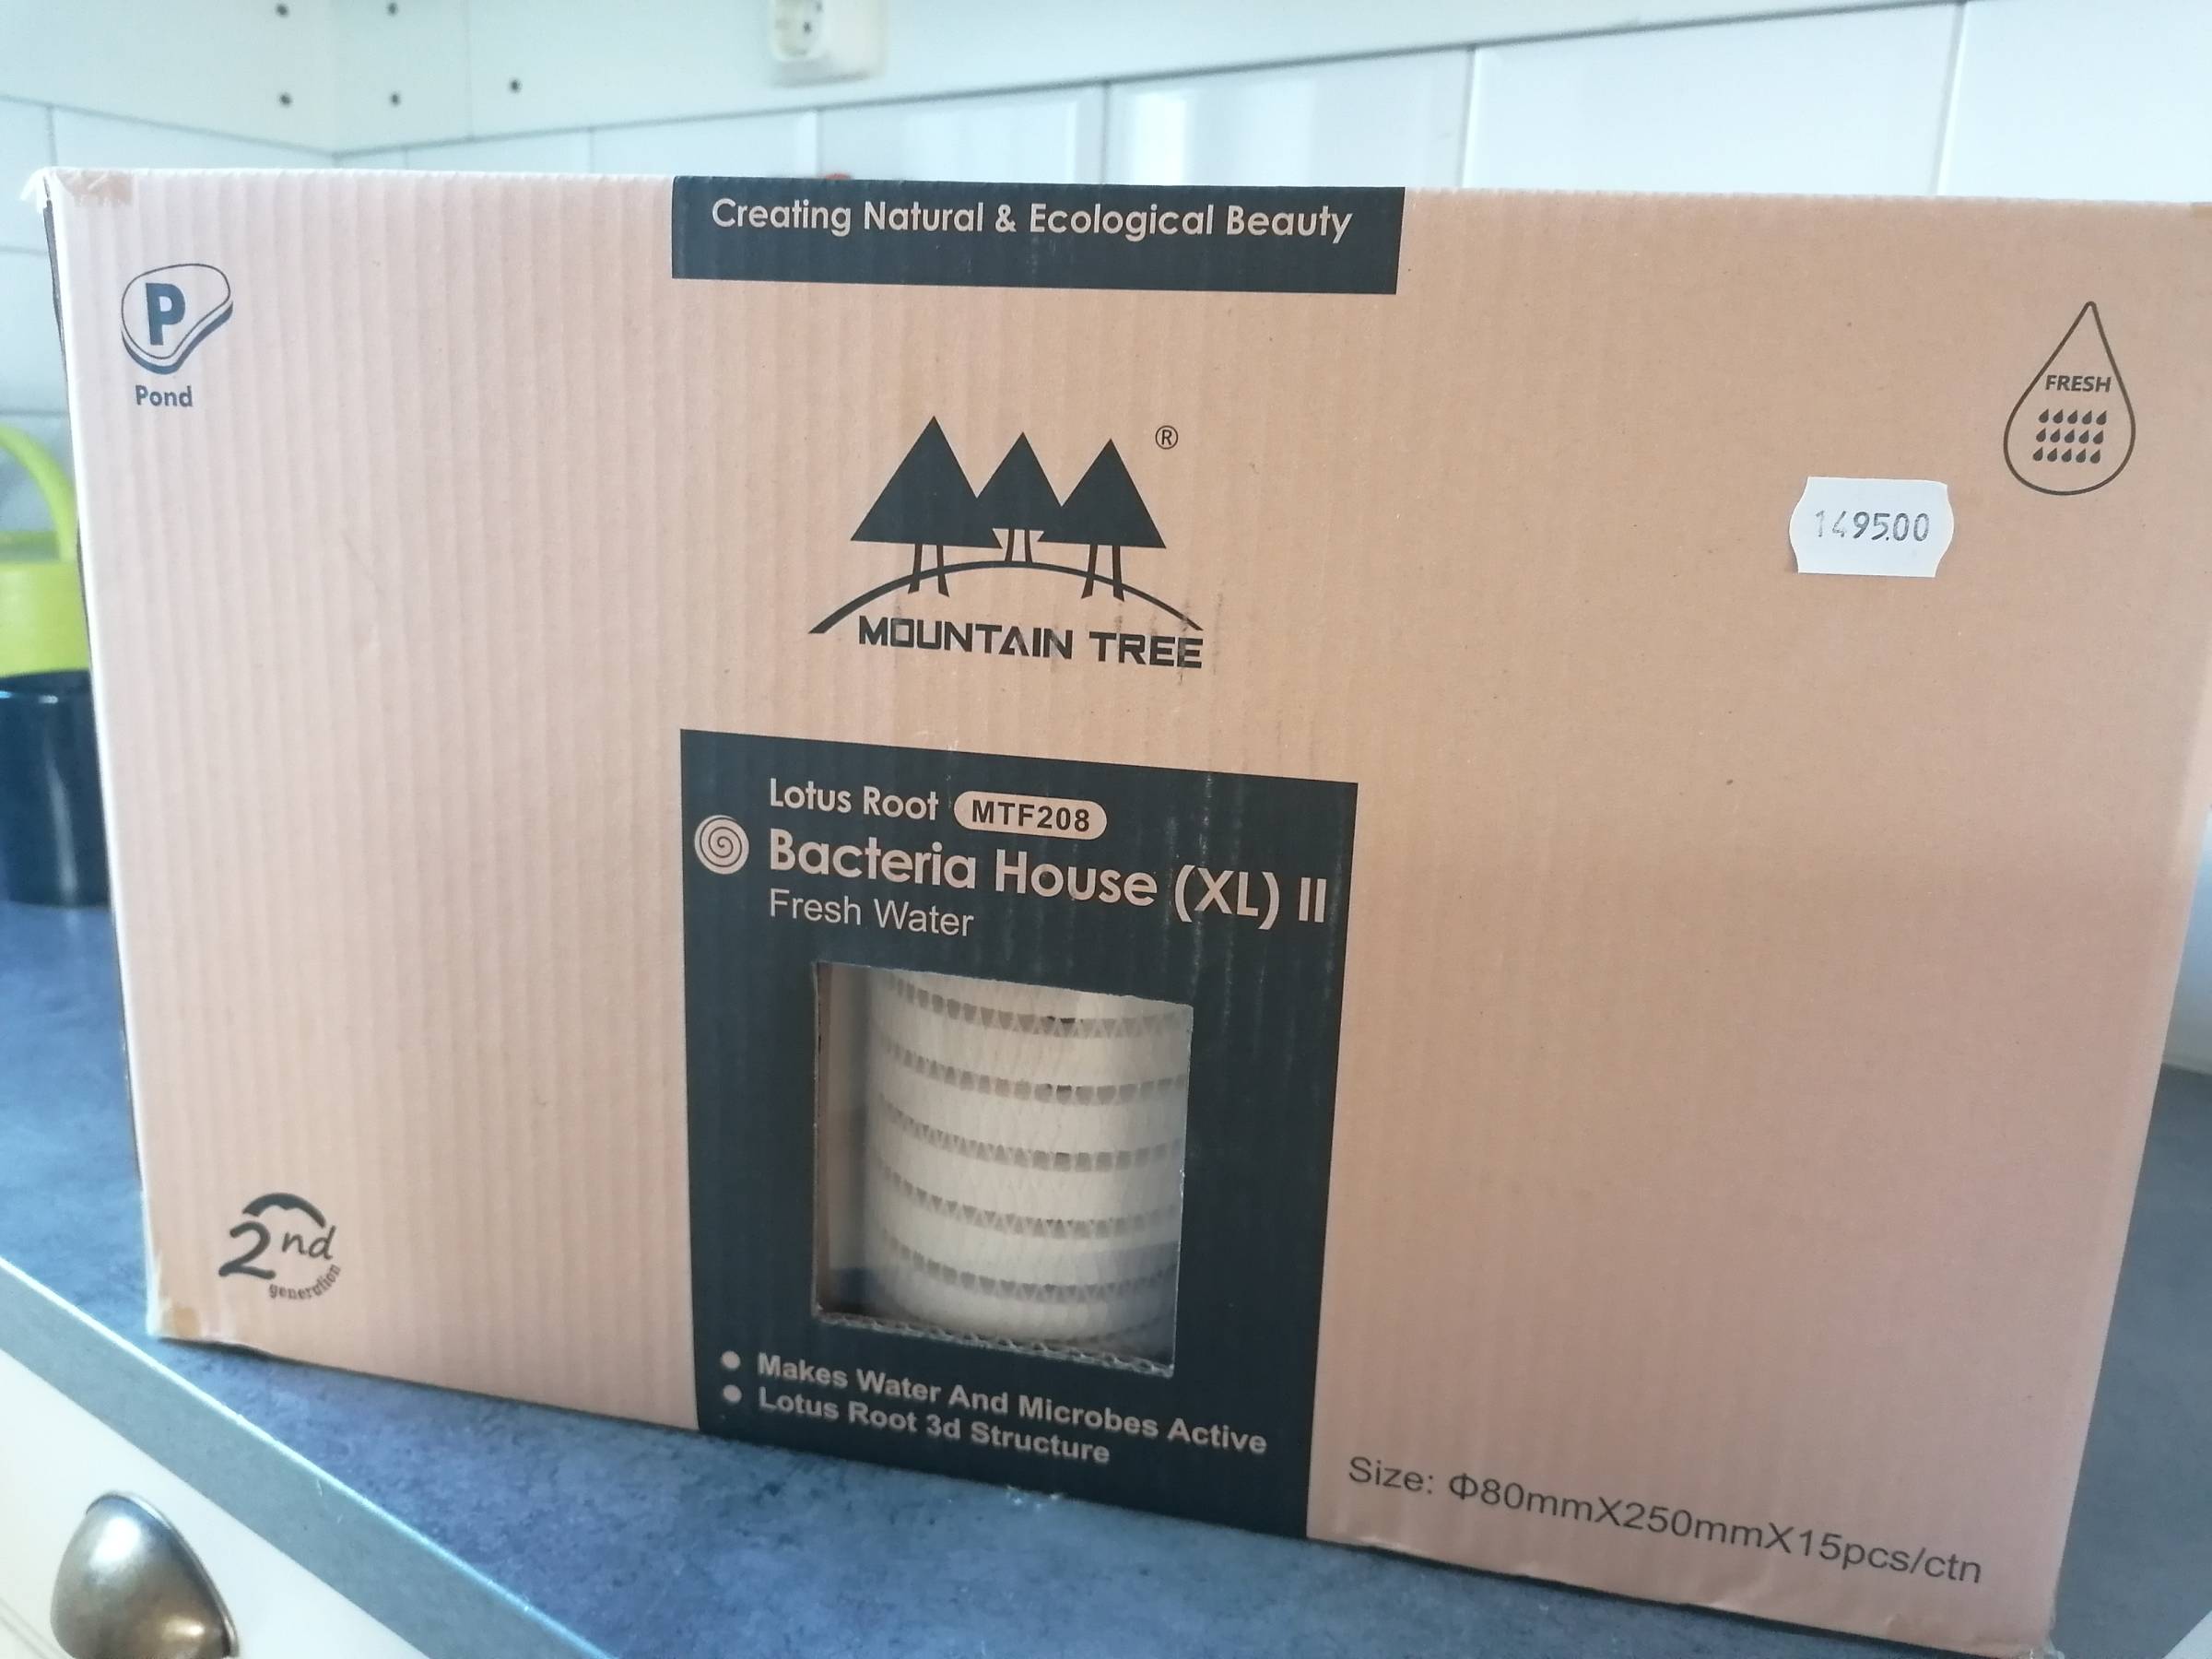 Creating Natural & Ecological Beauty
P
Pond
FRESH
®
149500
MOUNTAIN TREE
Lotus Root MTF208
Bacteria House (XL) II
Fresh Water
2nd
generation
Makes Water And Microbes Active
Lotus Root 3d Structure
Size: Φ80mmX250mmX15pcs/ctn